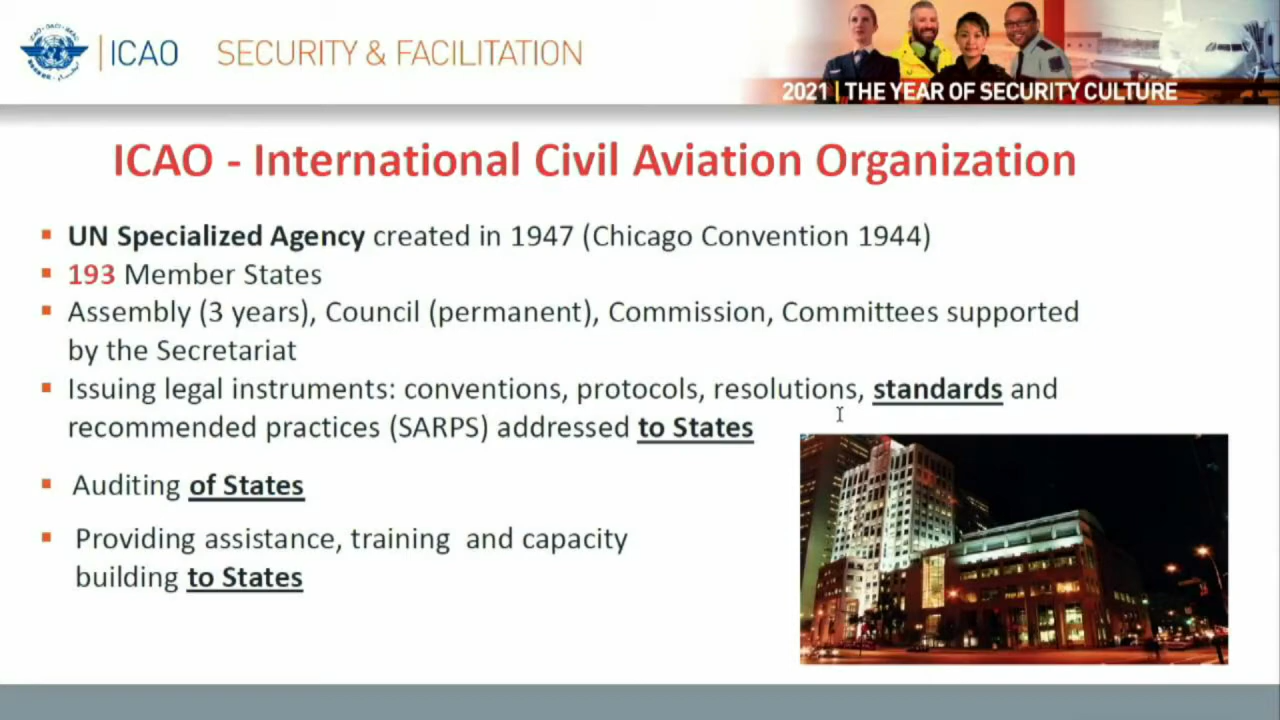 ICAO
SECURITY & FACILITATION
2021 | THE YEAR OF SECURITY CULTURE
ICAO - International Civil Aviation Organization
UN Specialized Agency created in 1947 (Chicago Convention 1944)
193 Member States
Assembly (3 years), Council (permanent), Commission, Committees supported
by the Secretariat
Issuing legal instruments: conventions, protocols, resolutions, standards and
recommended practices (SARPS) addressed to States
Auditing of States
Providing assistance, training and capacity
building to States